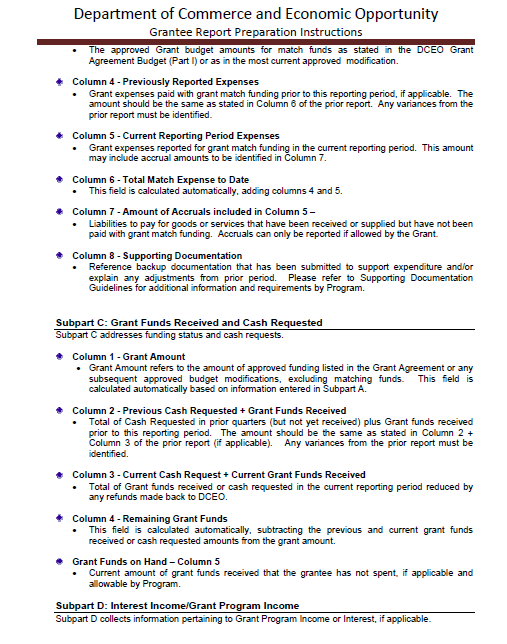 Department of Commerce and Economic Opportunity
Grantee Report Preparation Instructions
• The approved Grant budget amounts for match funds as stated in the DCEO Grant
Agreement Budget (Part I) or as in the most current approved modification.
Column 4 - Previously Reported Expenses
• Grant expenses paid with grant match funding prior to this reporting period, if applicable. The
amount should be the same as stated in Column 6 of the prior report. Any variances from the
prior report must be identified.
Column 5 - Current Reporting Period Expenses
• Grant expenses reported for grant match funding in the current reporting period. This amount
may include accrual amounts to be identified in Column 7.
Column 6 - Total Match Expense to Date
• This field is calculated automatically, adding columns 4 and 5.
Column 7 - Amount of Accruals included in Column 5 –
• Liabilities to pay for goods or services that have been received or supplied but have not been
paid with grant match funding. Accruals can only be reported if allowed by the Grant.
Column 8 - Supporting Documentation
• Reference backup documentation that has been submitted to support expenditure and/or
explain any adjustments from prior period. Please refer to Supporting Documentation
Guidelines for additional information and requirements by Program.
Subpart C: Grant Funds Received and Cash Requested
Subpart C addresses funding status and cash requests.
Column 1 - Grant Amount
• Grant Amount refers to the amount of approved funding listed in the Grant Agreement or any
subsequent approved budget modifications, excluding matching funds. This field is
calculated automatically based on information entered in Subpart A.
Column 2 - Previous Cash Requested + Grant Funds Received
• Total of Cash Requested in prior quarters (but not yet received) plus Grant funds received
prior to this reporting period. The amount should be the same as stated in Column 2 +
Column 3 of the prior report (if applicable). Any variances from the prior report must be
identified.
Column 3 - Current Cash Request + Current Grant Funds Received
• Total of Grant funds received or cash requested in the current reporting period reduced by
any refunds made back to DCEO.
Column 4 - Remaining Grant Funds
• This field is calculated automatically, subtracting the previous and current grant funds
received or cash requested amounts from the grant amount.
Grant Funds on Hand – Column 5
• Current amount of grant funds received that the grantee has not spent, if applicable and
allowable by Program.
Subpart D: Interest Income/Grant Program Income
Subpart D collects information pertaining to Grant Program Income or Interest, if applicable.